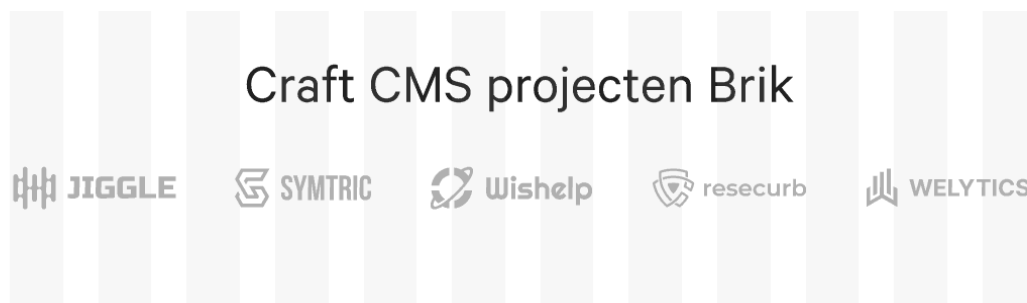 Craft CMS projecten Brik
JIGGLE SYMTRIC Wishelp resecurb WELYTICS